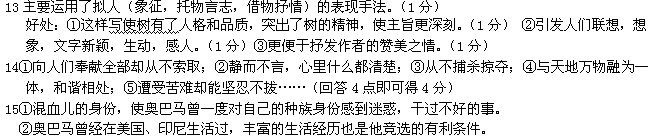 13 主要运用了拟人（象征，托物言志，借物抒情）的表现手法。（1 分）
好处：①这样写使树有了人格和品质，突出了树的精神，使主旨更深刻。（1 分） ②引发人们联想，想
象，文字新颖，生动，感人。（1 分）③更便于抒发作者的赞美之情。（1 分）
14①向人们奉献全部却从不索取；②静而不言，心里什么都清楚；③从不捕杀掠夺；④与天地万物融为一
体，和谐相处；⑤遭受苦难却能坚忍不拔……（回答 4 点即可得 4 分）
15①混血儿的身份，使奥巴马曾一度对自己的种族身份感到迷惑，干过不好的事。
②奥巴马曾经在美国、印尼生活过，丰富的生活经历也是他竞选的有利条件。